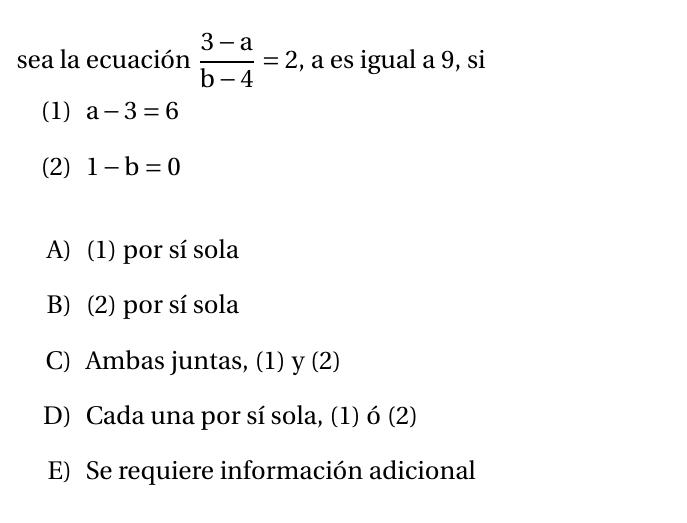 sea la ecuación \frac{3-a}{b-4} = 2, a es igual a 9, si
(1) a − 3 = 6
(2) 1 − b = 0
A) (1) por sí sola
B) (2) por sí sola
C) Ambas juntas, (1) y (2)
D) Cada una por sí sola, (1) ó (2)
E) Se requiere información adicional